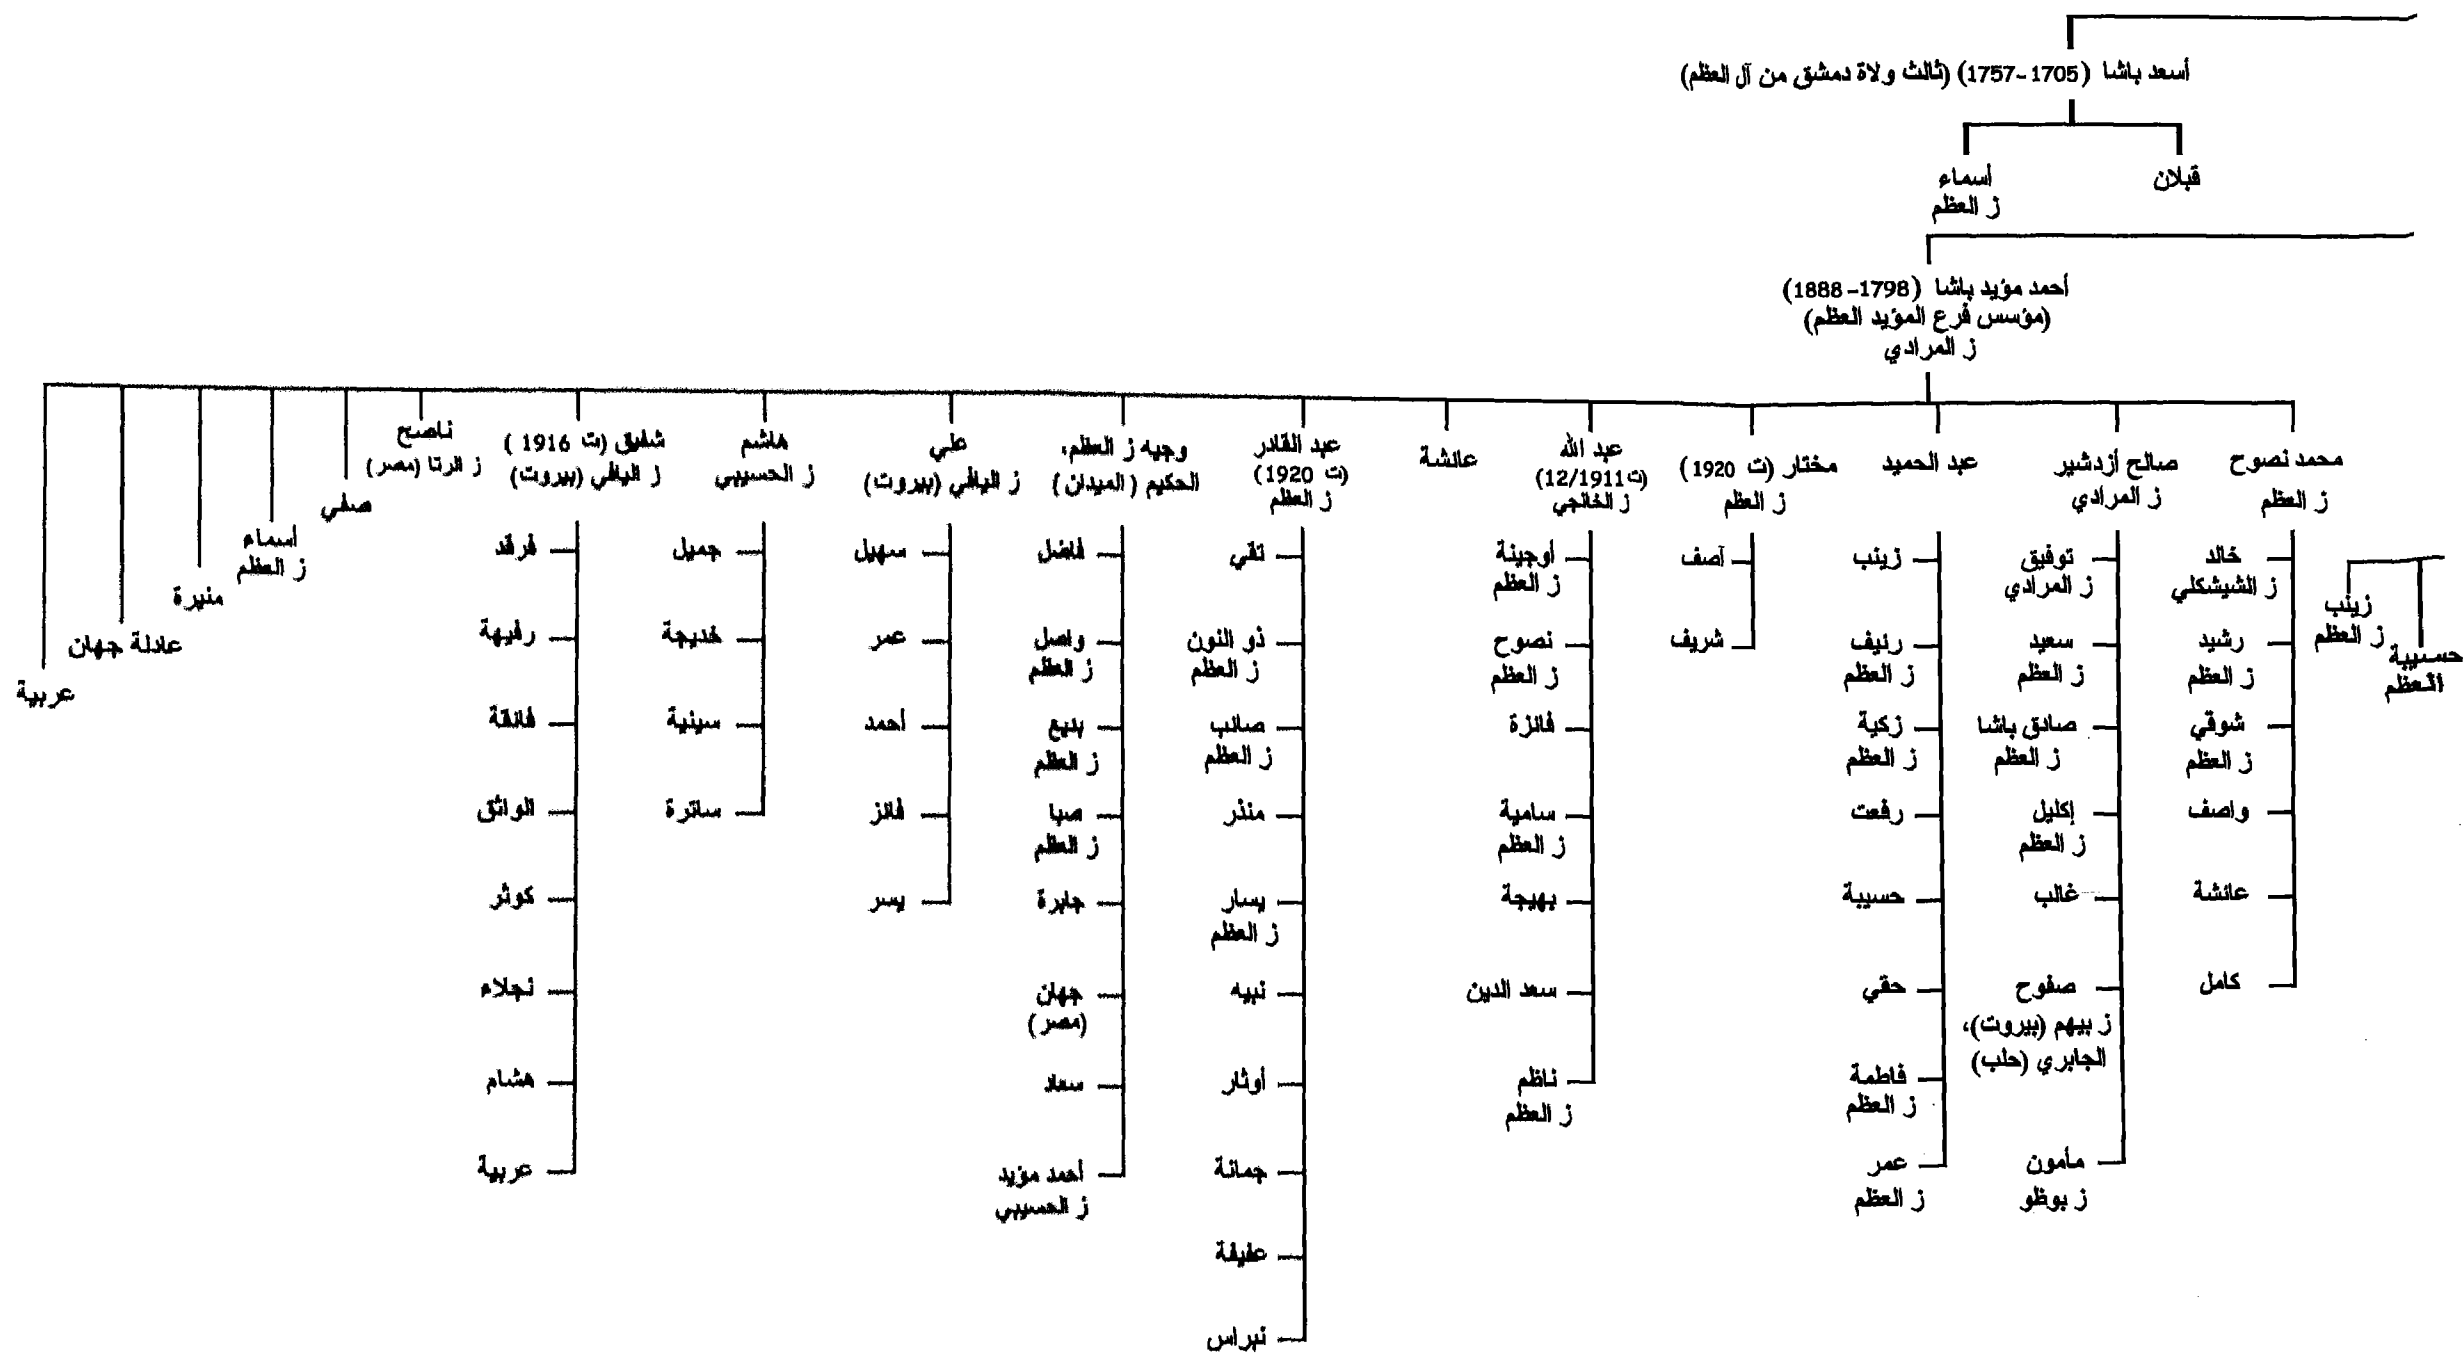 أسعد باشا (1705-1757) (ثالث ولاة دمشق من آل العظم)
قبلان
أسماء
ز العظم
أحمد مؤيد باشا (1798-1888)
(مؤسس فرع المؤيد العظم)
ز المرادي
زينب
ز العظم
حسيبة
العظم
محمد نصوح
ز العظم
خالد
ز الشيشكلي
رشيد
ز العظم
شوقي
ز العظم
واصف
عائشة
كامل
صالح أزدشير
ز المرادي
توفيق
ز المرادي
سعيد
ز العظم
صادق باشا
ز العظم
إكليل
ز العظم
غالب
صفوح
ز بيهم (بيروت)،
الجابري (حلب)
مأمون
ز بوظو
عبد الحميد
زينب
رئيف
ز العظم
زكية
ز العظم
رفعت
حسيبة
حقي
فاطمة
ز العظم
عمر
ز العظم
مختار (ت 1920)
ز العظم
آصف
شريف
عبد الله
(ت 12/1911)
ز الخانجي
أوجينة
ز العظم
نصوح
ز العظم
فائزة
سامية
ز العظم
بهيجة
سعد الدين
ناظم
ز العظم
عائشة
عبد القادر
(ت 1920)
ز العظم
تقي
ذو النون
ز العظم
صائب
ز العظم
منذر
يسار
ز العظم
نبيه
أوثار
جمانة
عفيفة
نبراس
وجيه ز العظم،
الحكيم (الميدان)
فاضل
واصل
ز العظم
بديع
ز العظم
صبا
ز العظم
جابرة
جهان
(مصر)
سعاد
أحمد مؤيد
ز الحسيبي
علي
ز اليافي (بيروت)
سهيل
عمر
أحمد
فائز
يسر
هاشم
ز الحسيبي
جميل
خديجة
سينية
سائرة
شفيق (ت 1916)
ز اليافي (بيروت)
فرقد
رفيهة
فائقة
الواثق
كوثر
نجلاء
هشام
عربية
ناصح
ز الرتا (مصر)
صفي
أسماء
ز العظم
منيرة
عادلة جهان
عربية